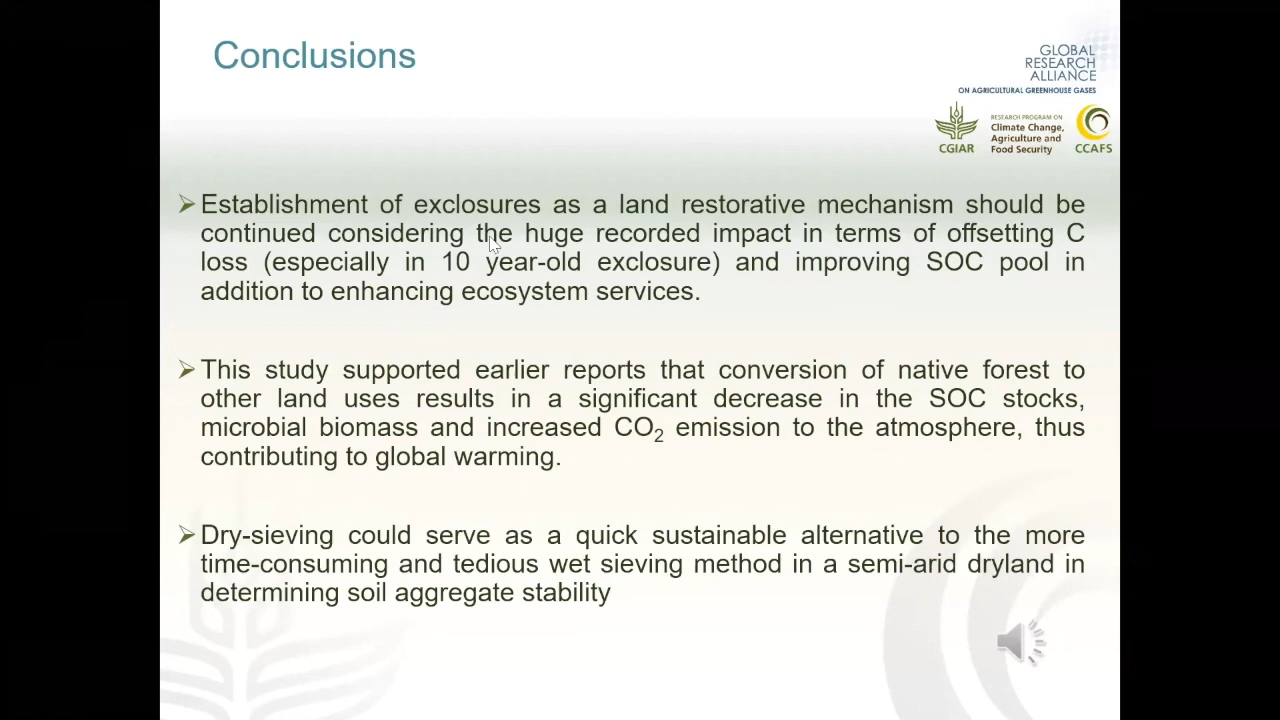 Conclusions
GLOBAL
RESEARCH
ALLIANCE
ON AGRICULTURAL GREENHOUSE GASES
CGIAR
RESEARCH PROGRAM ON
Climate Change,
Agriculture and
Food Security
CCAFS
Establishment of exclosures as a land restorative mechanism should be
continued considering the huge recorded impact in terms of offsetting C
loss (especially in 10 year-old exclosure) and improving SOC pool in
addition to enhancing ecosystem services.
This study supported earlier reports that conversion of native forest to
other land uses results in a significant decrease in the SOC stocks,
microbial biomass and increased CO₂ emission to the atmosphere, thus
contributing to global warming.
Dry-sieving could serve as a quick sustainable alternative to the more
time-consuming and tedious wet sieving method in a semi-arid dryland in
determining soil aggregate stability